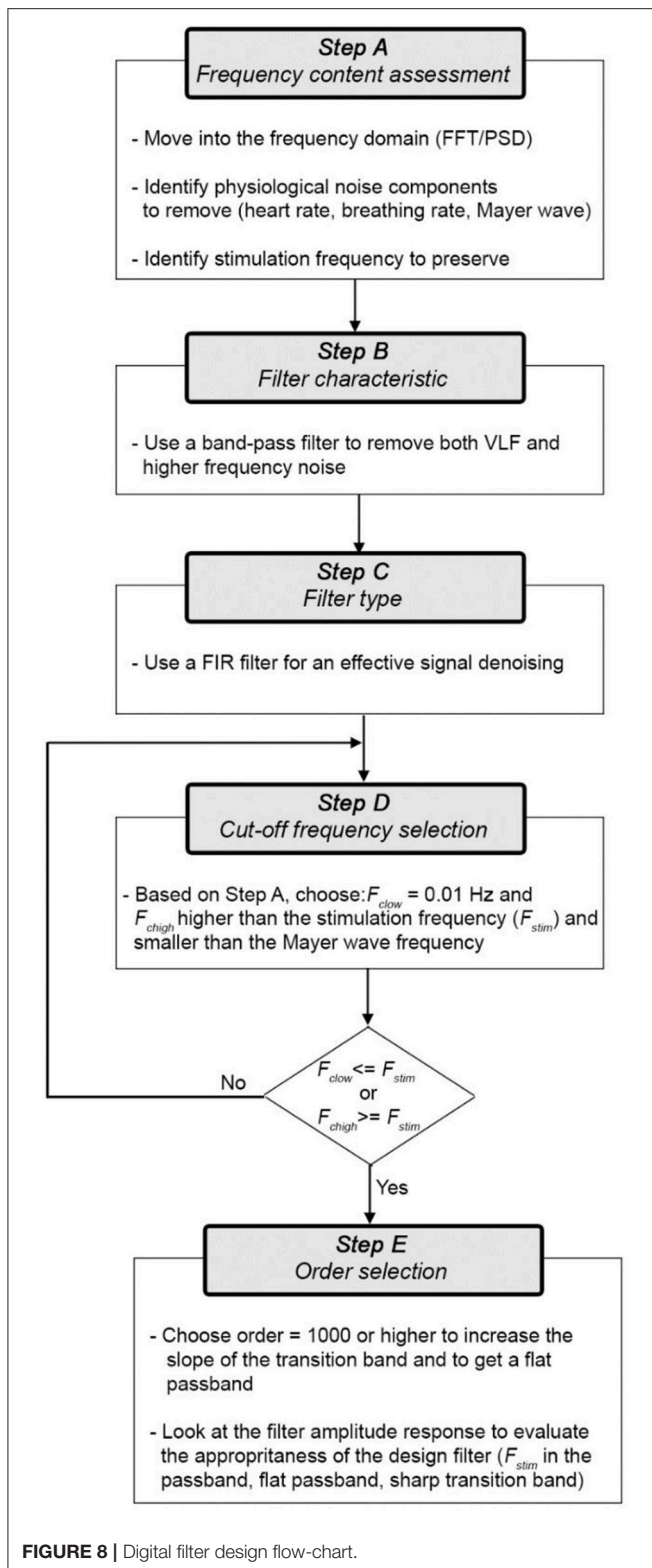 Step A
Frequency content assessment
- Move into the frequency domain (FFT/PSD)
- Identify physiological noise components
to remove (heart rate, breathing rate, Mayer wave)
- Identify stimulation frequency to preserve
Step B
Filter characteristic
- Use a band-pass filter to remove both VLF and
higher frequency noise
Step C
Filter type
- Use a FIR filter for an effective signal denoising
Step D
Cut-off frequency selection
- Based on Step A, choose:Fclow = 0.01 Hz and
Fchigh higher than the stimulation frequency (Fstim) and
smaller than the Mayer wave frequency
Fclow<= Fstim
or
Fchigh>= Fstim
No
Yes
Step E
Order selection
- Choose order = 1000 or higher to increase the
slope of the transition band and to get a flat
passband
- Look at the filter amplitude response to evaluate
the appropritaness of the design filter (Fstim in the
passband, flat passband, sharp transition band)
FIGURE 8 | Digital filter design flow-chart.